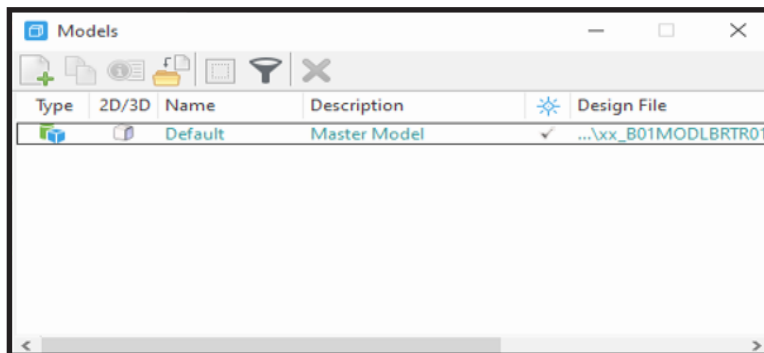 Models
Type 2D/3D Name Description Design File
Default Master Model ...\xx_B01MODLBRTR01